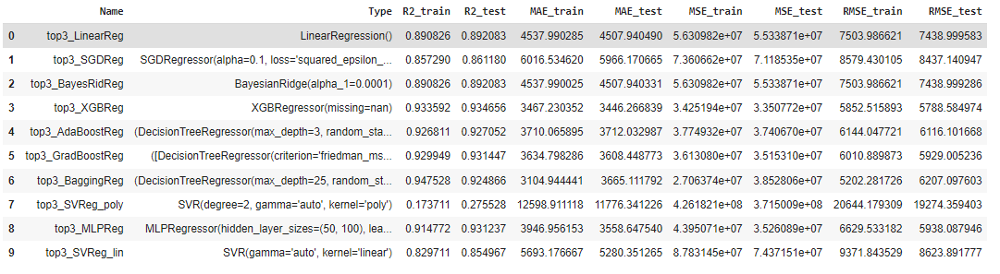 Name Type R2_train R2_test MAE_train MAE_test MSE_train MSE_test RMSE_train RMSE_test
0 top3_LinearReg LinearRegression() 0.890826 0.892083 4537.990285 4507.940490 5.630982e+07 5.533871e+07 7503.986621 7438.999583
1 top3_SGDReg SGDRegressor(alpha=0.1, loss='squared_epsilon_... 0.857290 0.861180 6016.534620 5966.170665 7.360662e+07 7.118535e+07 8579.430105 8437.140947
2 top3_BayesRidReg BayesianRidge(alpha_1=0.0001) 0.890826 0.892083 4537.990025 4507.940331 5.630982e+07 5.533871e+07 7503.986621 7438.999286
3 top3_XGBReg XGBRegressor(missing=nan) 0.933592 0.934656 3467.230352 3446.266839 3.425194e+07 3.350772e+07 5852.515893 5788.584974
4 top3_AdaBoostReg (DecisionTreeRegressor(max_depth=3, random_sta... 0.926811 0.927052 3710.065895 3712.032987 3.774932e+07 3.740670e+07 6144.047721 6116.101668
5 top3_GradBoostReg ([DecisionTreeRegressor(criterion='friedman_ms... 0.929949 0.931447 3634.798286 3608.448773 3.613080e+07 3.515310e+07 6010.889873 5929.005236
6 top3_BaggingReg (DecisionTreeRegressor(max_depth=25, random_st... 0.947528 0.924866 3104.944441 3665.111792 2.706374e+07 3.852806e+07 5202.281726 6207.097603
7 top3_SVReg_poly SVR(degree=2, gamma='auto', kernel='poly') 0.173711 0.275528 12598.911118 11776.341226 4.261821e+08 3.715009e+08 20644.179309 19274.359403
8 top3_MLPReg MLPRegressor(hidden_layer_sizes=(50, 100), lea... 0.914772 0.931237 3946.956153 3558.647540 4.395071e+07 3.526089e+07 6629.533182 5938.087946
9 top3_SVReg_lin SVR(gamma='auto', kernel='linear') 0.829711 0.854967 5693.176667 5280.351265 8.783145e+07 7.437151e+07 9371.843529 8623.891777